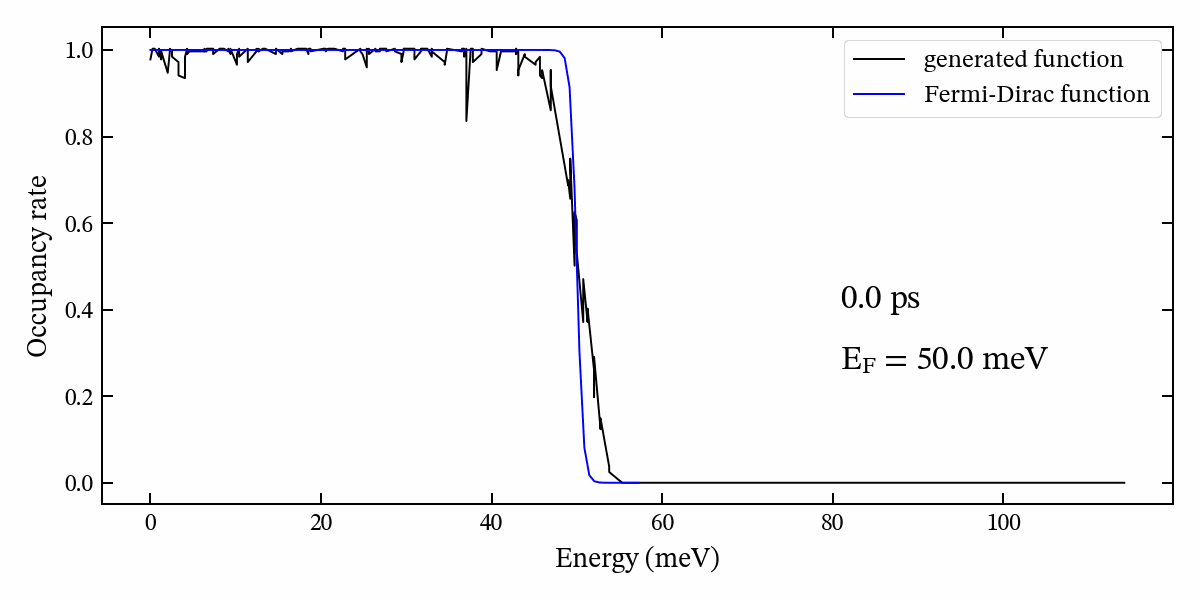 generated function
Fermi-Dirac function
1.0
0.8
0.6
0.4
0.2
0.0
Occupancy rate
0.0 ps
E_F = 50.0 meV
0 20 40 60 80 100
Energy (meV)